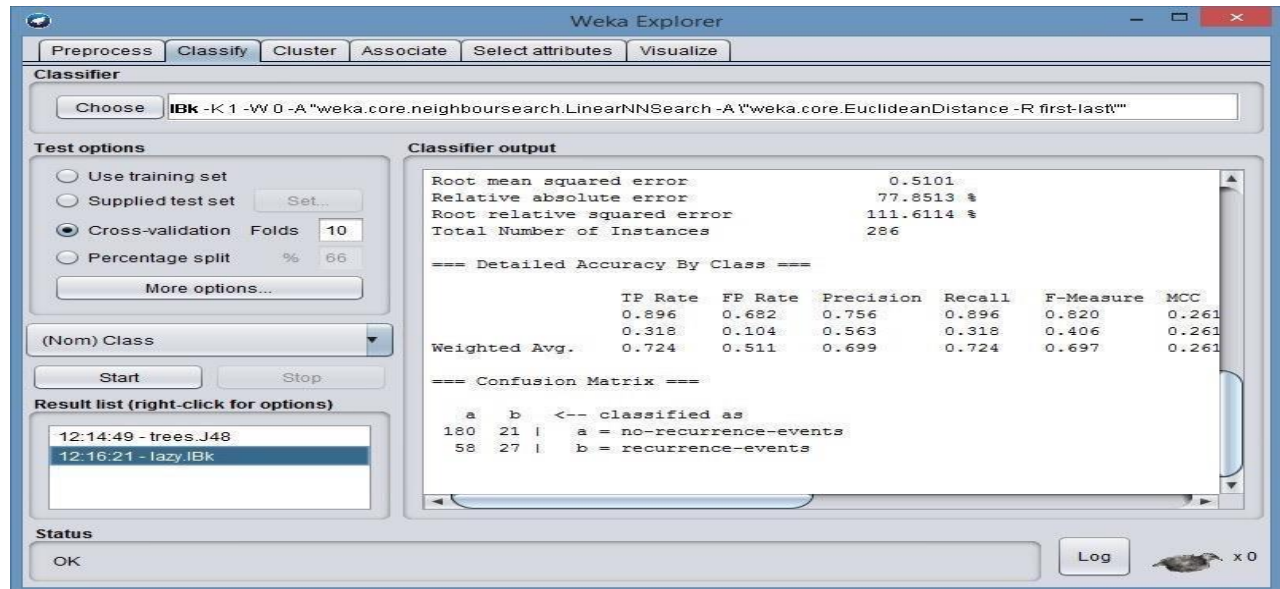 Weka Explorer
Preprocess Classify Cluster Associate Select attributes Visualize
Classifier
Choose IBk -K 1 -W 0 -A "weka.core.neighboursearch.LinearNNSearch -A \"weka.core.EuclideanDistance -R first-last\""
Test options
Use training set
Supplied test set Set...
Cross-validation Folds 10
Percentage split % 66
More options...
(Nom) Class
Start Stop
Result list (right-click for options)
12:14:49 - trees.J48
12:16:21 - lazy.IBk
Classifier output
Root mean squared error 0.5101
Relative absolute error 77.8513 %
Root relative squared error 111.6114 %
Total Number of Instances 286
=== Detailed Accuracy By Class ===
TP Rate FP Rate Precision Recall F-Measure MCC
0.896 0.682 0.756 0.896 0.820 0.261
0.318 0.104 0.563 0.318 0.406 0.261
Weighted Avg. 0.724 0.511 0.699 0.724 0.697 0.261
=== Confusion Matrix ===
a b <-- classified as
180 21 | a = no-recurrence-events
58 27 | b = recurrence-events
Status
OK
Log x 0